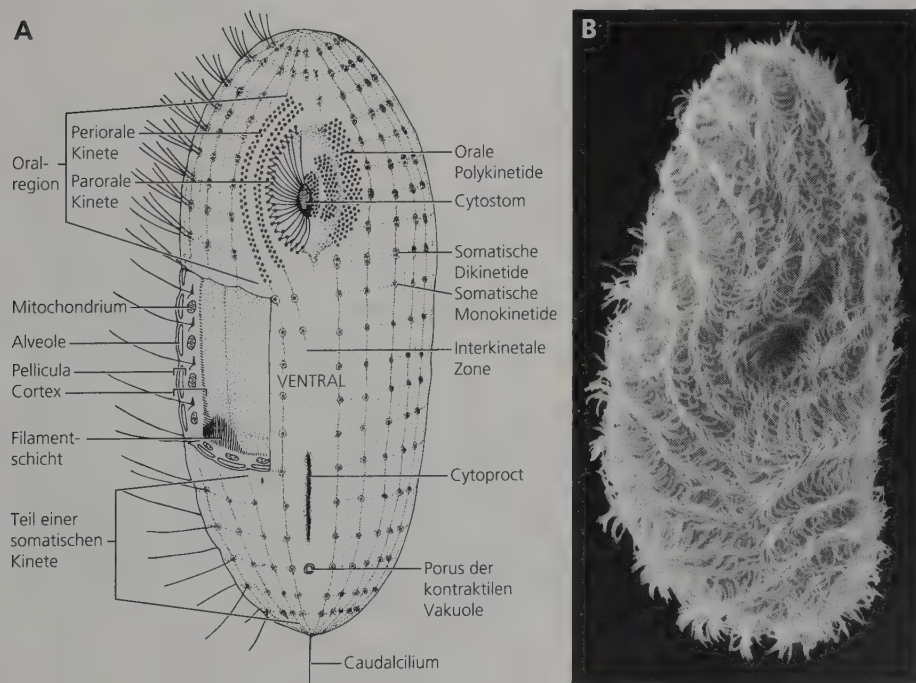 A
Oral-
region
Periorale
Kinete
Parorale
Kinete
Mitochondrium
Alveole
Pellicula
Cortex
Filament-
schicht
Teil einer
somatischen
Kinete
VENTRAL
Orale
Polykinetide
Cytostom
Somatische
Dikinetide
Somatische
Monokinetide
Interkinetale
Zone
Cytoproct
Porus der
kontraktilen
Vakuole
Caudalcilium
B